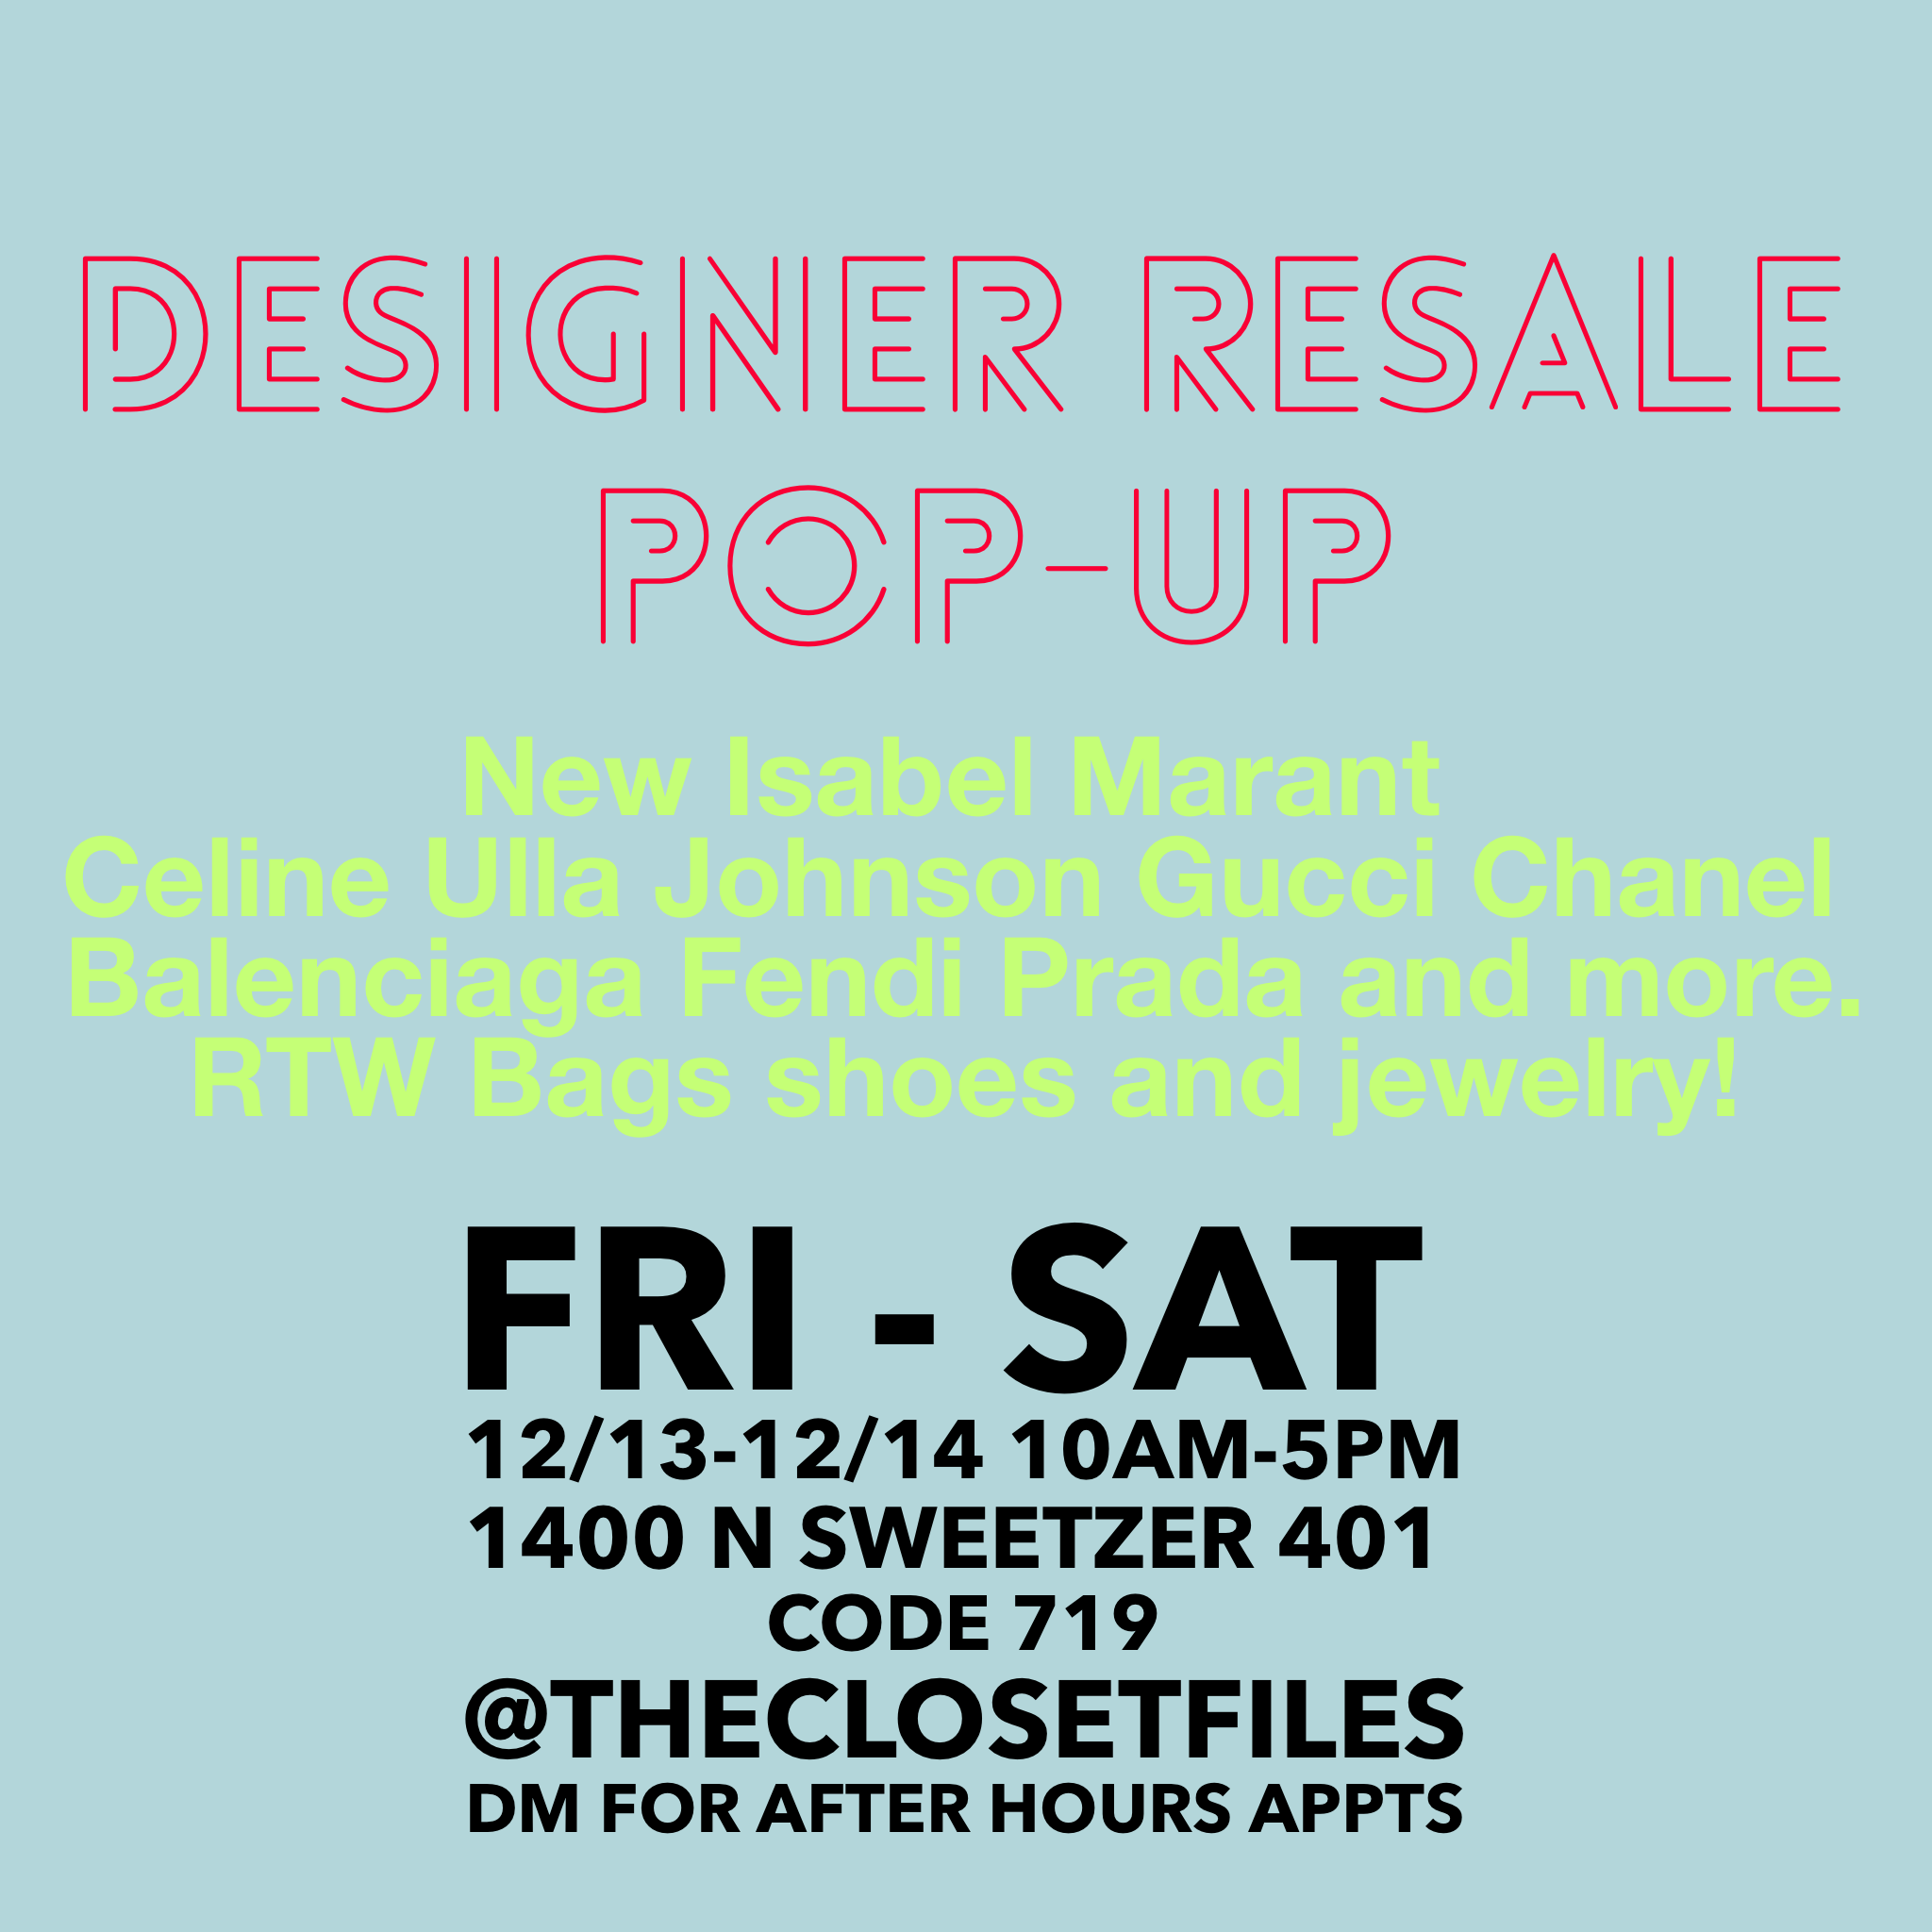 DESIGNER RESALE
POP-UP
New Isabel Marant
Celine Ulla Johnson Gucci Chanel
Balenciaga Fendi Prada and more.
RTW Bags shoes and jewelry!
FRI - SAT
12/13-12/14 10AM-5PM
1400 N SWEETZER 401
CODE 719
@THECLOSETFILES
DM FOR AFTER HOURS APPTS